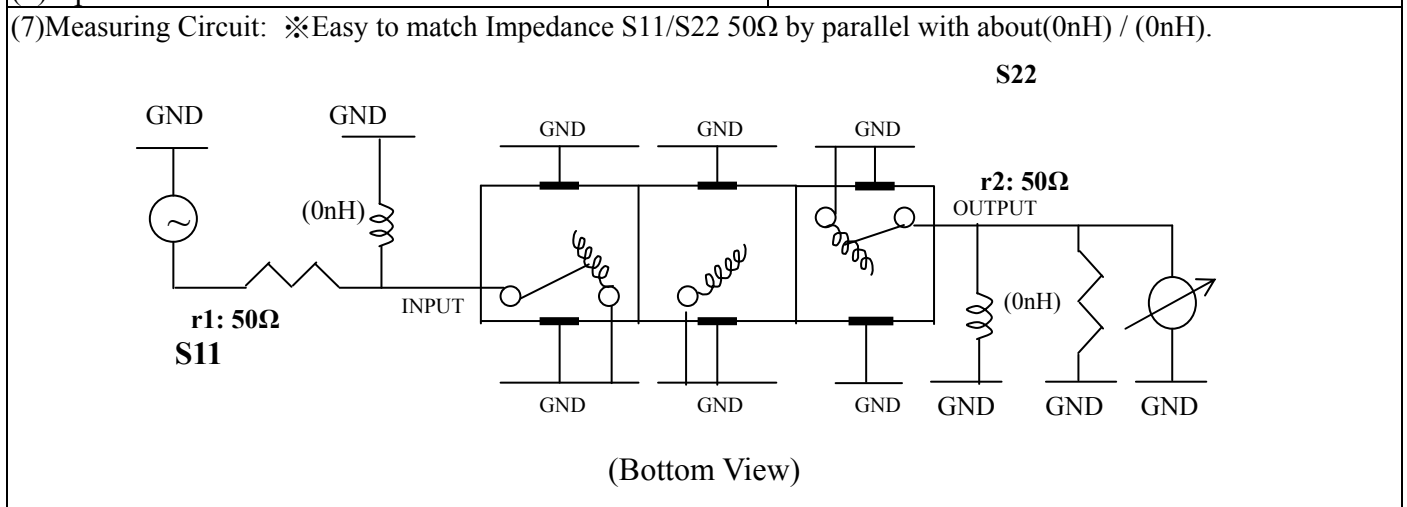 (7)Measuring Circuit: ※Easy to match Impedance S11/S22 50Ω by parallel with about(0nH) / (0nH).
S22
GND
GND
GND
GND
GND
r2: 50Ω
(0nH)
OUTPUT
INPUT
(0nH)
r1: 50Ω
S11
GND
GND
GND
GND
GND
GND
(Bottom View)